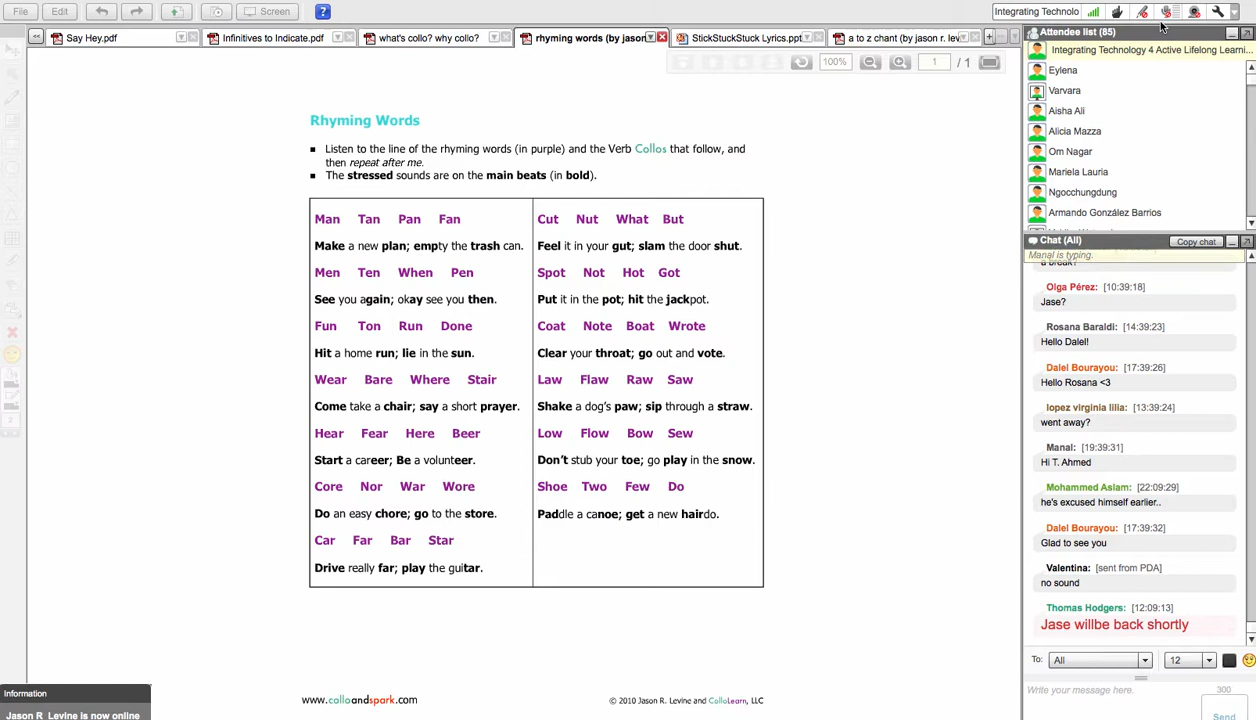 File Edit Screen ? Integrating Technolo
<< Say Hey.pdf Infinitives to Indicate.pdf what's collo? why collo? rhyming words (by jason StickStuckStuck Lyrics.ppt a to z chant (by jason r. lev
100% 1 / 1
Rhyming Words
Listen to the line of the rhyming words (in purple) and the Verb Collos that follow, and
then repeat after me.
The stressed sounds are on the main beats (in bold).
Man Tan Pan Fan
Make a new plan; empty the trash can.
Men Ten When Pen
See you again; okay see you then.
Fun Ton Run Done
Hit a home run; lie in the sun.
Wear Bare Where Stair
Come take a chair; say a short prayer.
Hear Fear Here Beer
Start a career; Be a volunteer.
Core Nor War Wore
Do an easy chore; go to the store.
Car Far Bar Star
Drive really far; play the guitar.
Cut Nut What But
Feel it in your gut; slam the door shut.
Spot Not Hot Got
Put it in the pot; hit the jackpot.
Coat Note Boat Wrote
Clear your throat; go out and vote.
Law Flaw Raw Saw
Shake a dog's paw; sip through a straw.
Low Flow Bow Sew
Don't stub your toe; go play in the snow.
Shoe Two Few Do
Paddle a canoe; get a new hairdo.
www.colloandspark.com © 2010 Jason R. Levine and ColloLearn, LLC
Information
Jason R Levine is now online
Attendee list (85)
Integrating Technology 4 Active Lifelong Learni...
Eylena
Varvara
Aisha Ali
Alicia Mazza
Om Nagar
Mariela Lauria
Ngocchungdung
Armando González Barrios
Chat (All) Copy chat
Manal is typing.
a break?
Olga Pérez: [10:39:18]
Jase?
Rosana Baraldi: [14:39:23]
Hello Dalel!
Dalel Bourayou: [17:39:26]
Hello Rosana <3
lopez virginia lilia: [13:39:24]
went away?
Manal: [19:39:31]
Hi T. Ahmed
Mohammed Aslam: [22:09:29]
he's excused himself earlier..
Dalel Bourayou: [17:39:32]
Glad to see you
Valentina: [sent from PDA]
no sound
Thomas Hodgers: [12:09:13]
Jase willbe back shortly
To: All 12
Write your message here. 300
Send